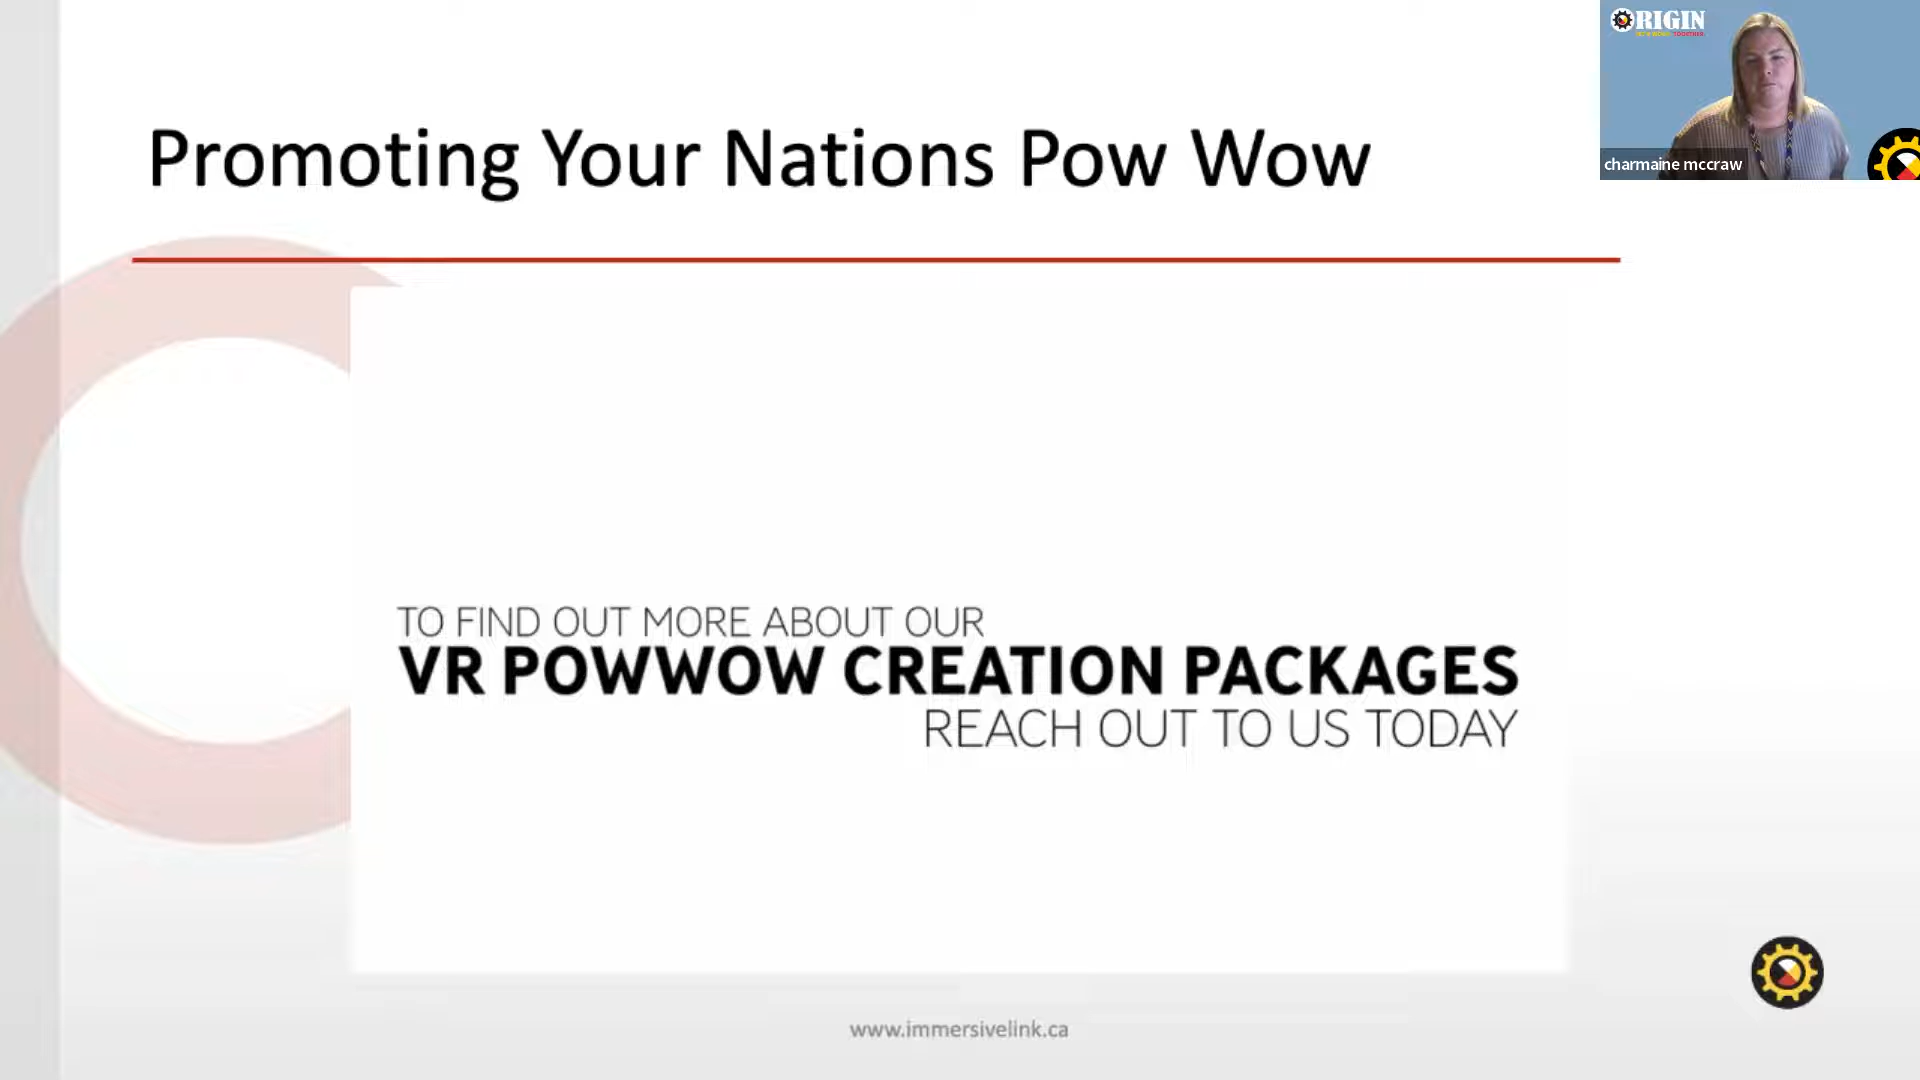 Promoting Your Nations Pow Wow
RIGIN
TOGETHER
charmaine mccraw
TO FIND OUT MORE ABOUT OUR
VR POWWOW CREATION PACKAGES
REACH OUT TO US TODAY
www.immersivelink.ca